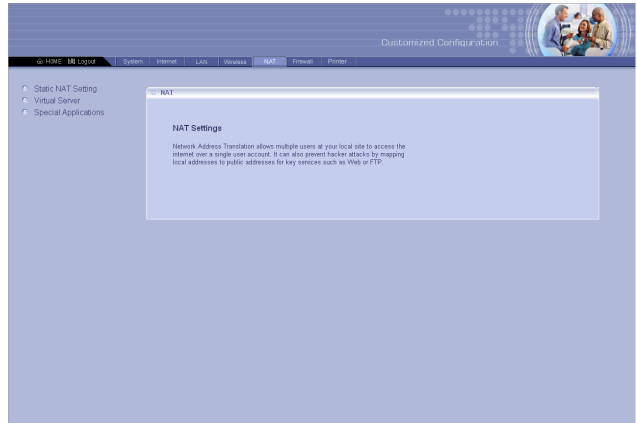 Customized Configuration
HOME Logout System Internet LAN Wireless NAT Firewall Printer
Static NAT Setting
Virtual Server
Special Applications
NAT
NAT Settings
Network Address Translation allows multiple users at your local site to access the
internet over a single user account. It can also prevent hacker attacks by mapping
local addresses to public addresses for key services such as Web or FTP.